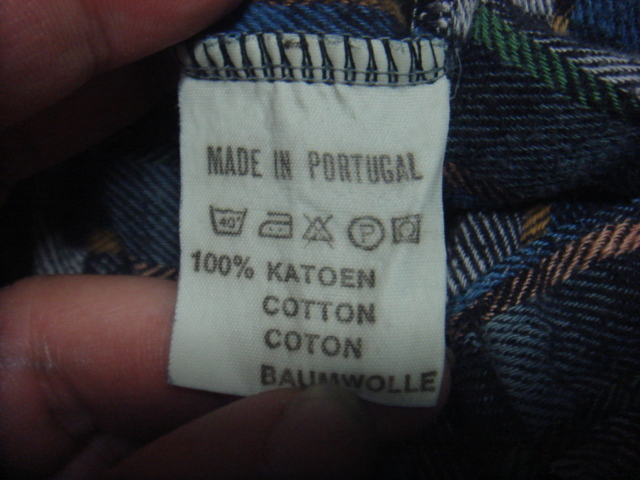 MADE IN PORTUGAL
40° P
100% KATOEN
COTTON
COTON
BAUMWOLLE